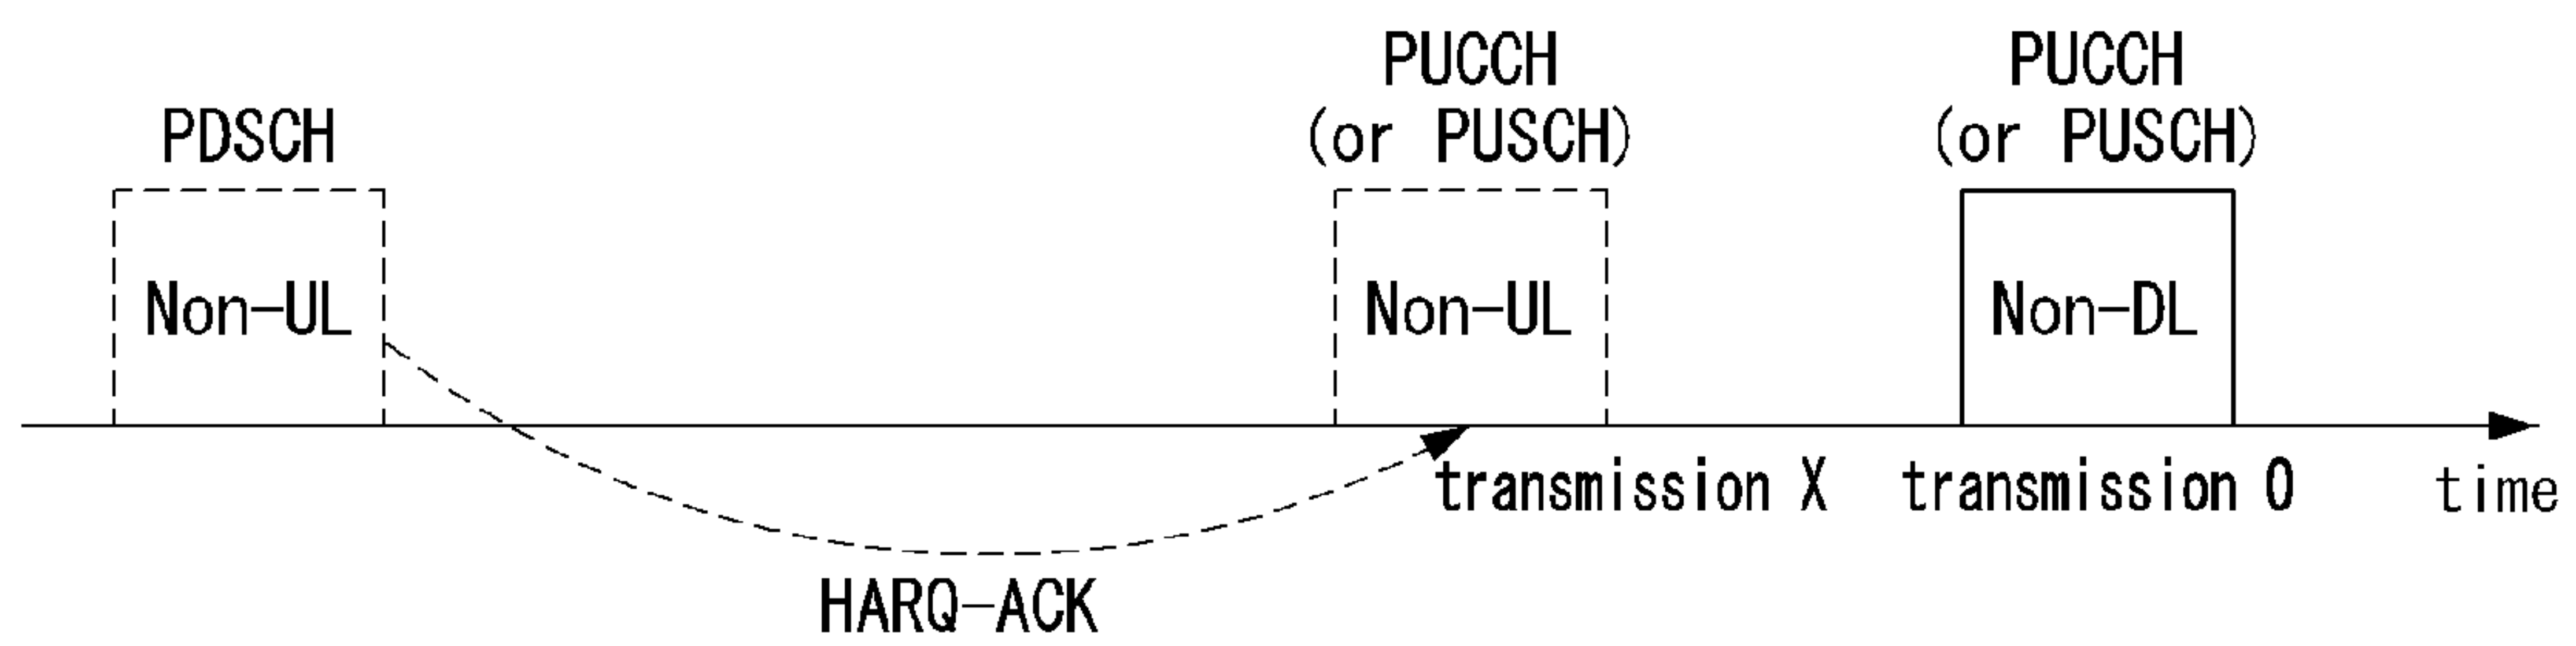 PDSCH
PUCCH
(or PUSCH)
PUCCH
(or PUSCH)
Non-UL
Non-UL
Non-DL
transmission X
transmission O
time
HARQ-ACK